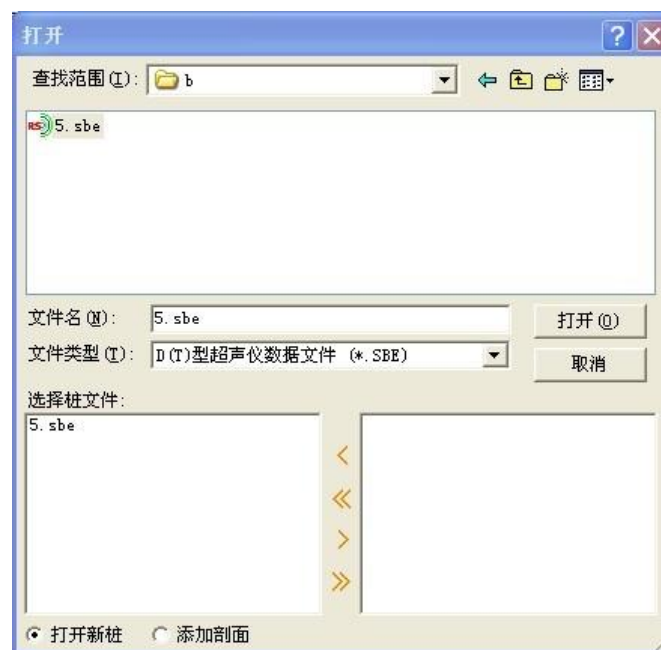 打开
查找范围(I): b
RS 5.sbe
文件名(N): 5.sbe 打开(O)
文件类型(T): D(T)型超声仪数据文件 (*.SBE) 取消
选择桩文件:
5.sbe
打开新桩 添加剖面